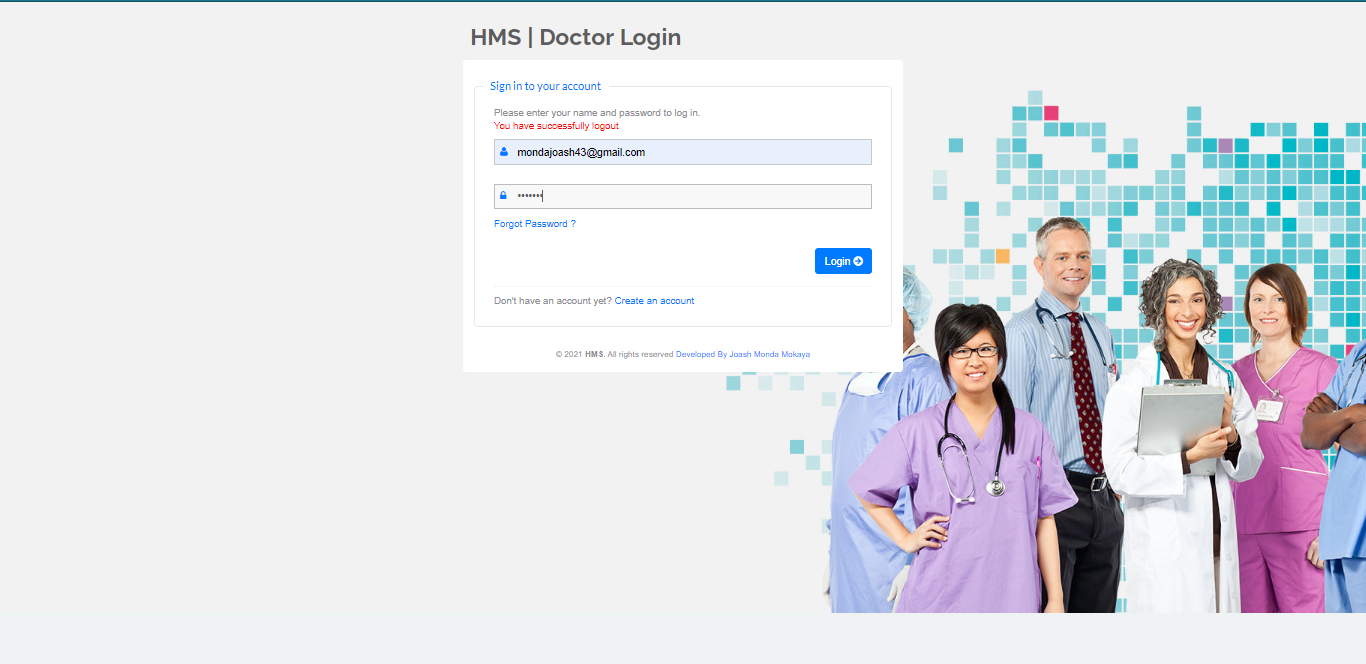 HMS | Doctor Login
Sign in to your account
Please enter your name and password to log in.
You have successfully logout
mondajoash43@gmail.com
•••••••
Forgot Password ?
Login
Don't have an account yet? Create an account
© 2021 HMS. All rights reserved Developed By Joash Monda Mokaya